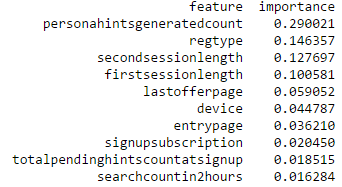 feature importance
personahintsgeneratedcount 0.290021
regtype 0.146357
secondsessionlength 0.127697
firstsessionlength 0.100581
lastofferpage 0.059052
device 0.044787
entrypage 0.036210
signupsubscription 0.020450
totalpendinghintscountatsignup 0.018515
searchcountin2hours 0.016284